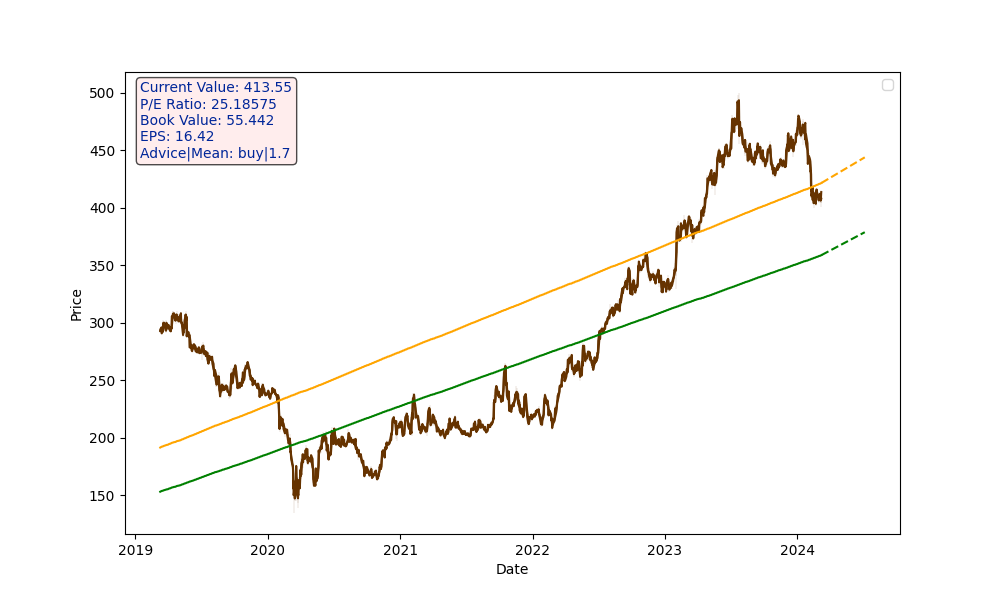 Current Value: 413.55
P/E Ratio: 25.18575
Book Value: 55.442
EPS: 16.42
Advice|Mean: buy|1.7
500
450
400
350
300
250
200
150
Price
2019 2020 2021 2022 2023 2024
Date